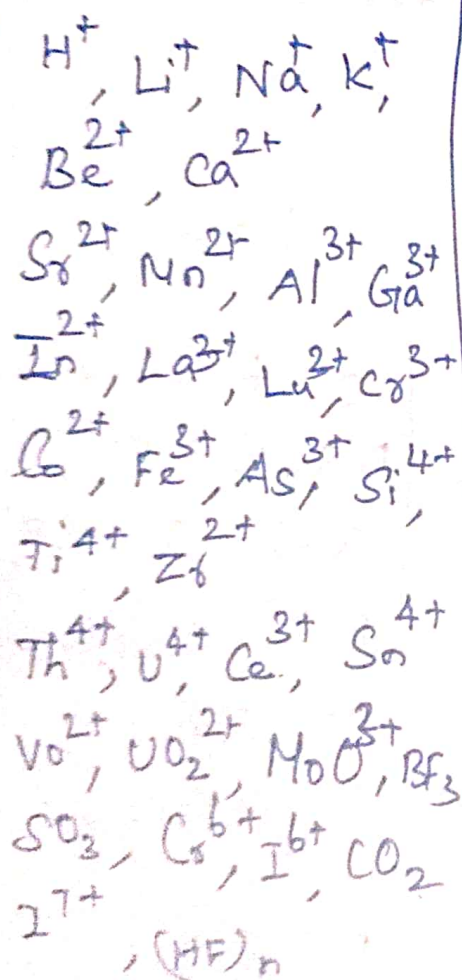 H⁺, Li⁺, Na⁺, K⁺,
Be²⁺, Ca²⁺
Sr²⁺, Mn²⁺, Al³⁺, Ga³⁺
In²⁺, La³⁺, Lu³⁺, Cr³⁺
Co²⁺, Fe³⁺, As³⁺, Si⁴⁺,
Ti⁴⁺, Zr²⁺
Th⁴⁺, U⁴⁺, Ce³⁺, Sn⁴⁺
VO²⁺, UO₂²⁺, MoO³⁺, BF₃
SO₃, Cr⁶⁺, I⁶⁺, CO₂
I⁷⁺, (HF)n